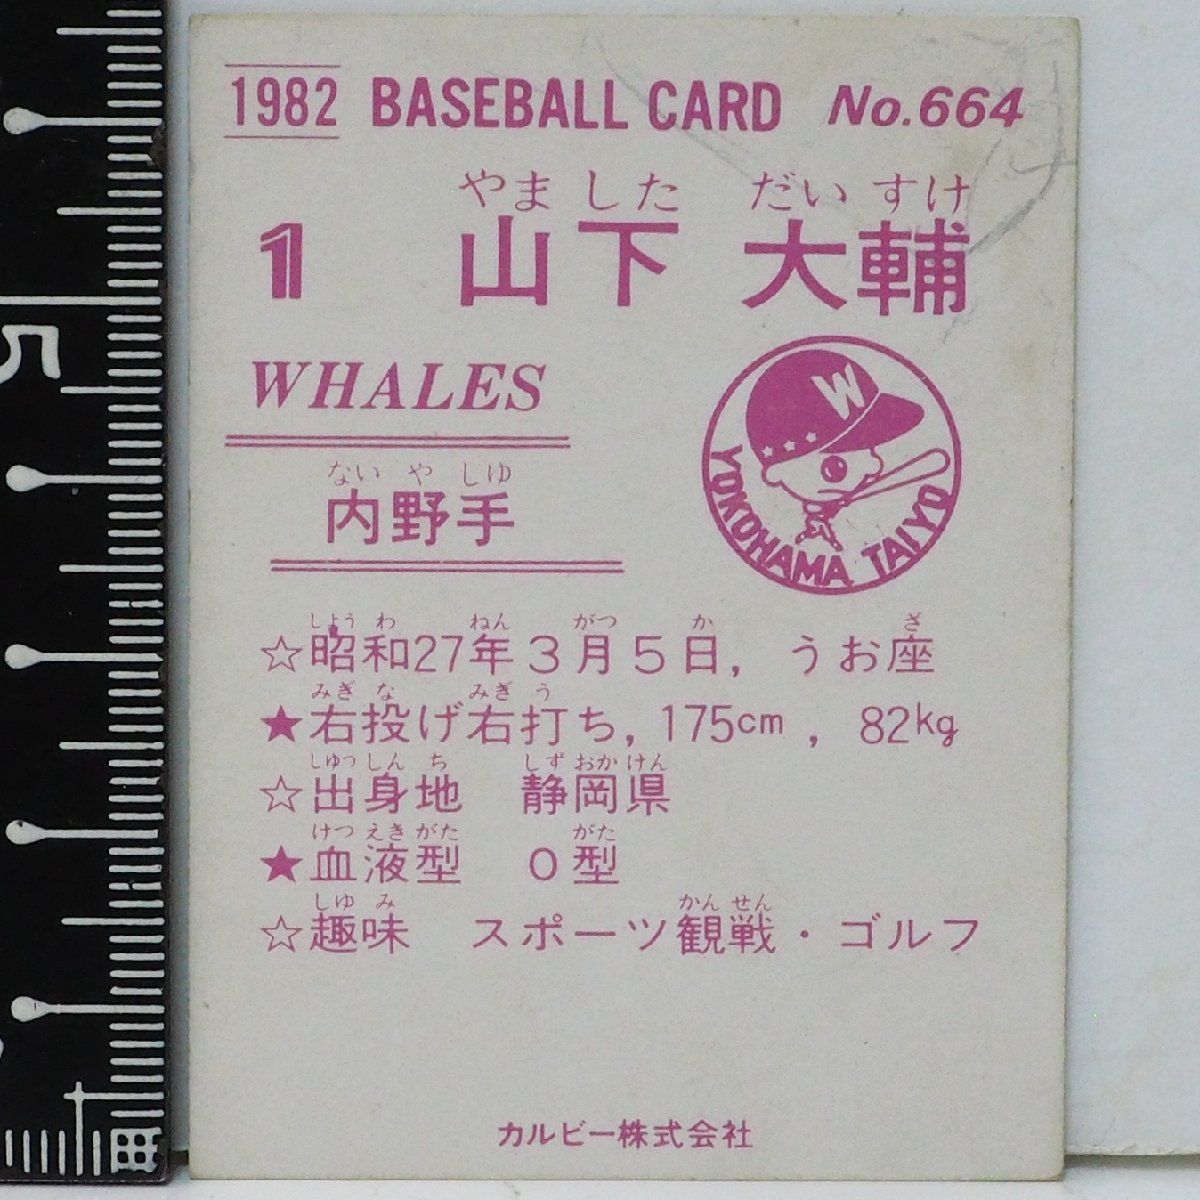 1982 BASEBALL CARD No.664
やました だいすけ
1 山下 大輔
WHALES
W
YOKOHAMA TAIYO
ないやしゆ
内野手
しようわ ねん がつ か ざ
☆昭和27年3月5日, うお座
みぎな みぎう
★右投げ右打ち, 175cm , 82kg
しゆつしんち しずおかけん
☆出身地 静岡県
けつえきがた がた
★血液型 O型
しゆみ かんせん
☆趣味 スポーツ観戦・ゴルフ
カルビー株式会社
5